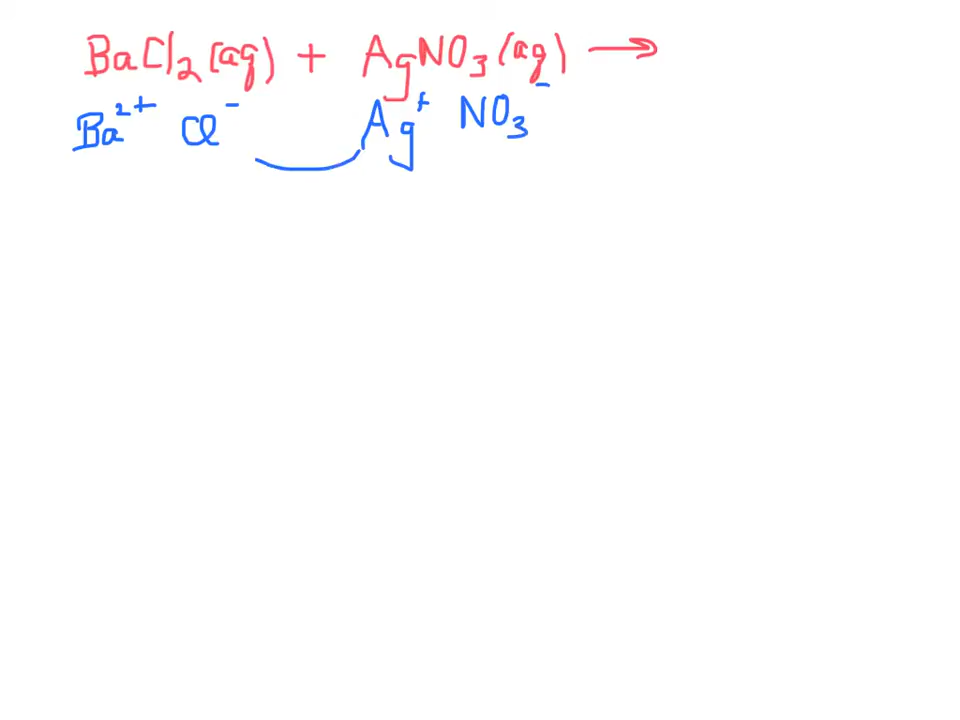 BaCl₂(aq) + AgNO₃(aq) →
Ba²⁺ Cl⁻ Ag⁺ NO₃⁻